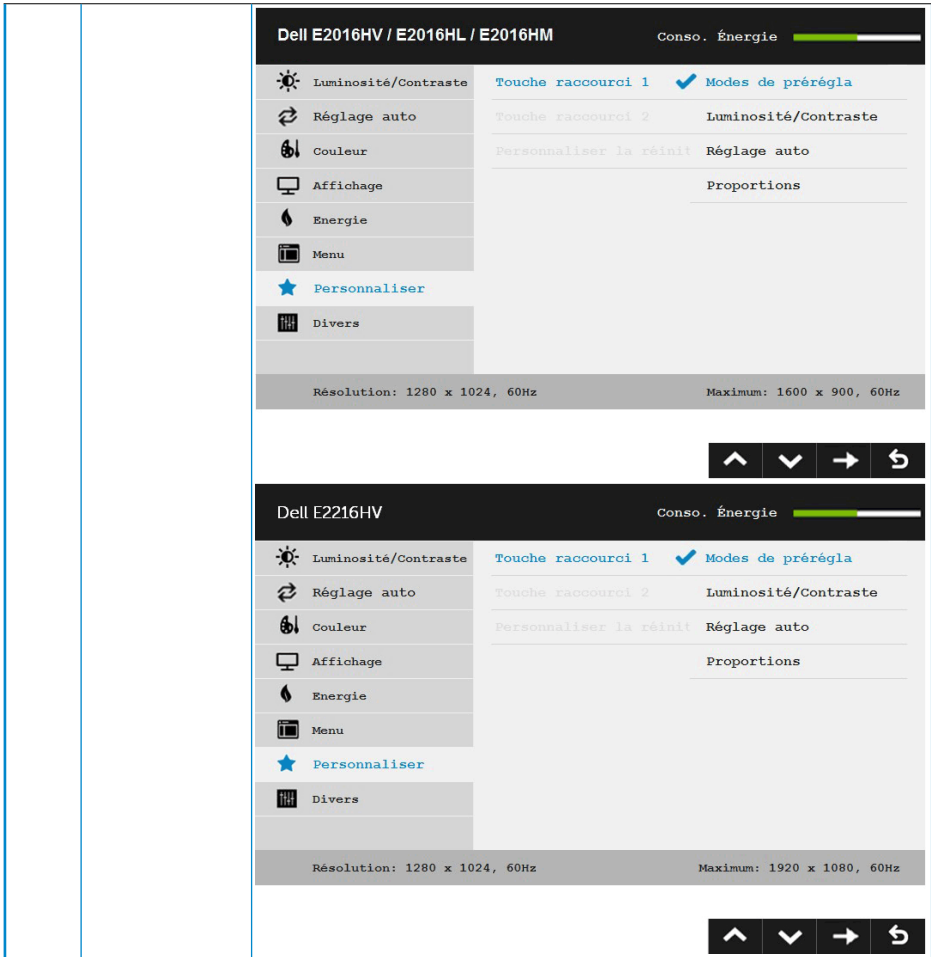 Dell E2016HV / E2016HL / E2016HM Conso. Énergie
Luminosité/Contraste Touche raccourci 1 Modes de prérégla
Réglage auto Touche raccourci 2 Luminosité/Contraste
Couleur Personnaliser la réinit Réglage auto
Affichage Proportions
Energie
Menu
Personnaliser
Divers
Résolution: 1280 x 1024, 60Hz Maximum: 1600 x 900, 60Hz
Dell E2216HV Conso. Énergie
Luminosité/Contraste Touche raccourci 1 Modes de prérégla
Réglage auto Touche raccourci 2 Luminosité/Contraste
Couleur Personnaliser la réinit Réglage auto
Affichage Proportions
Energie
Menu
Personnaliser
Divers
Résolution: 1280 x 1024, 60Hz Maximum: 1920 x 1080, 60Hz